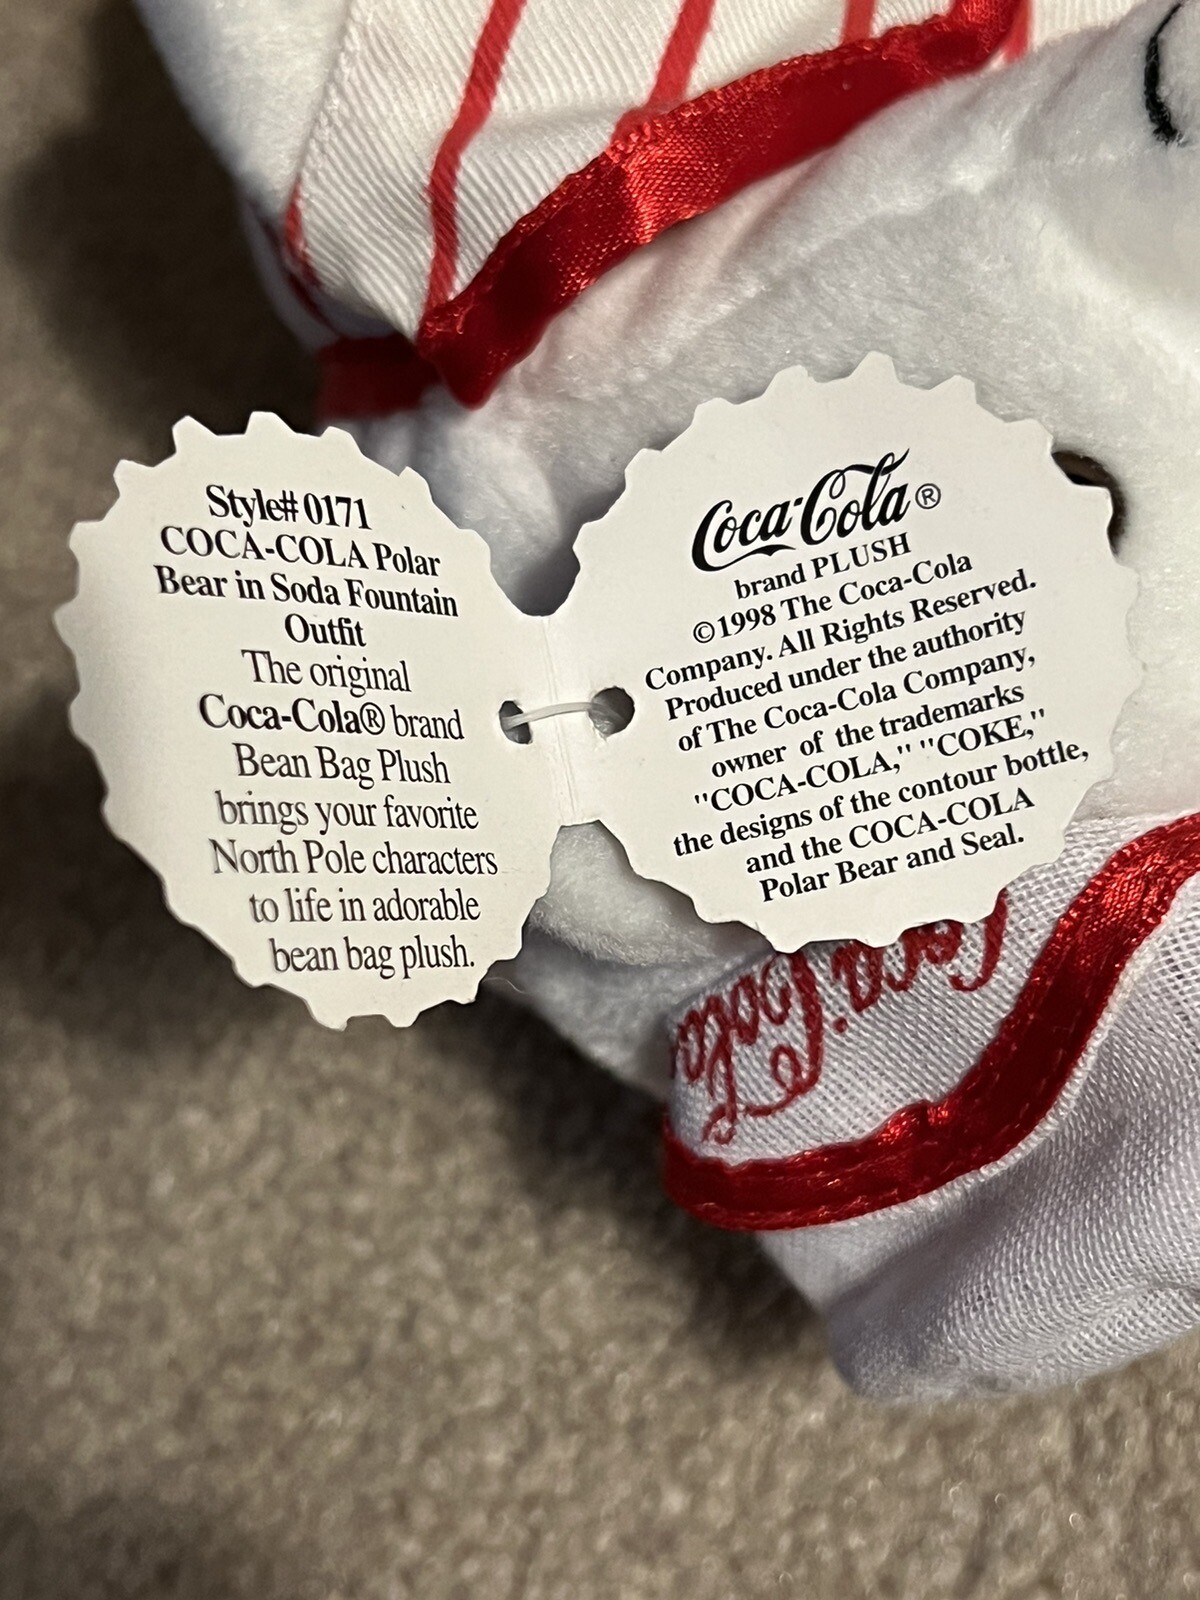 Style# 0171
COCA-COLA Polar
Bear in Soda Fountain
Outfit
The original
Coca-Cola® brand
Bean Bag Plush
brings your favorite
North Pole characters
to life in adorable
bean bag plush.
Coca-Cola®
brand PLUSH
©1998 The Coca-Cola
Company. All Rights Reserved.
Produced under the authority
of The Coca-Cola Company,
owner of the trademarks
"COCA-COLA," "COKE,"
the designs of the contour bottle,
and the COCA-COLA
Polar Bear and Seal.
Coca-Cola